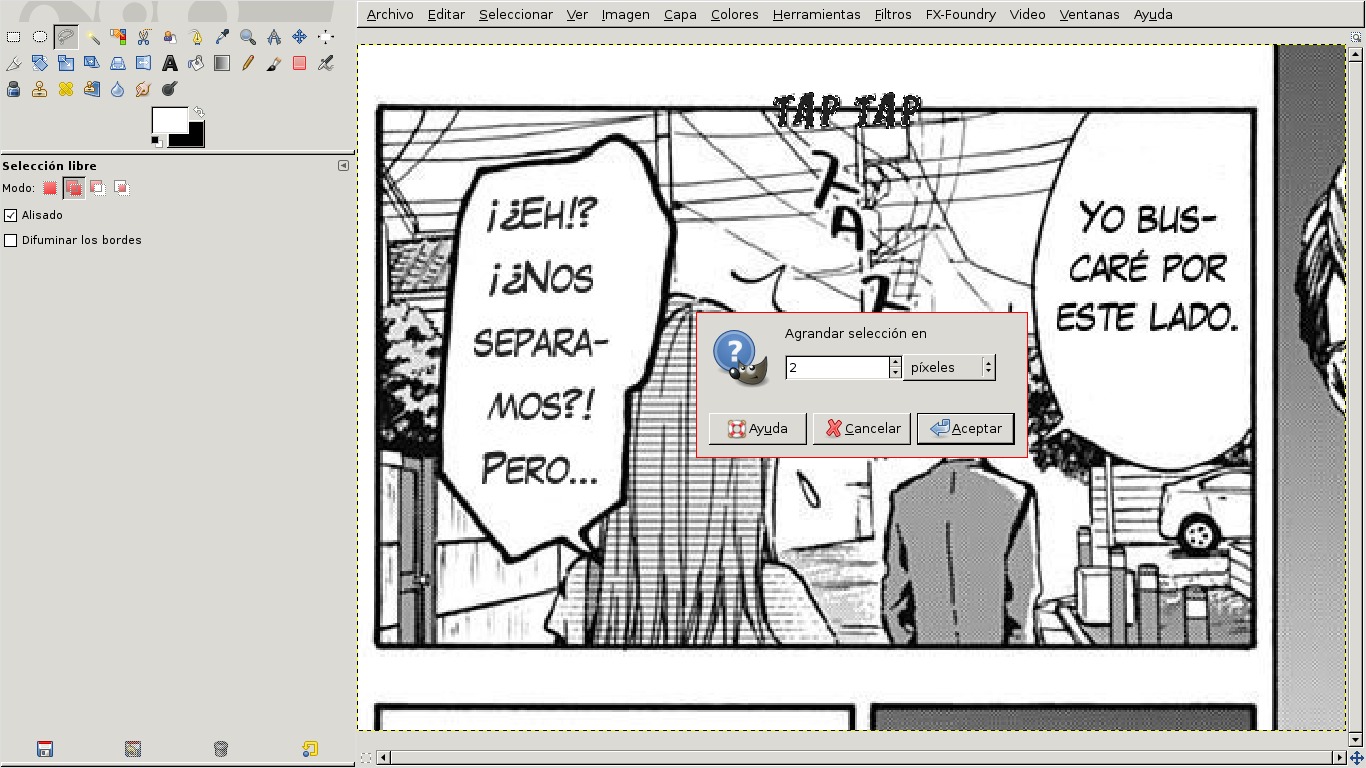 Archivo Editar Seleccionar Ver Imagen Capa Colores Herramientas Filtros FX-Foundry Video Ventanas Ayuda
Selección libre
Modo:
Alisado
Difuminar los bordes
TAP TAP
¡¿EH!?
¡¿NOS
SEPARA-
MOS?!
PERO...
YO BUS-
CARÉ POR
ESTE LADO.
Agrandar selección en
2 píxeles
Ayuda Cancelar Aceptar